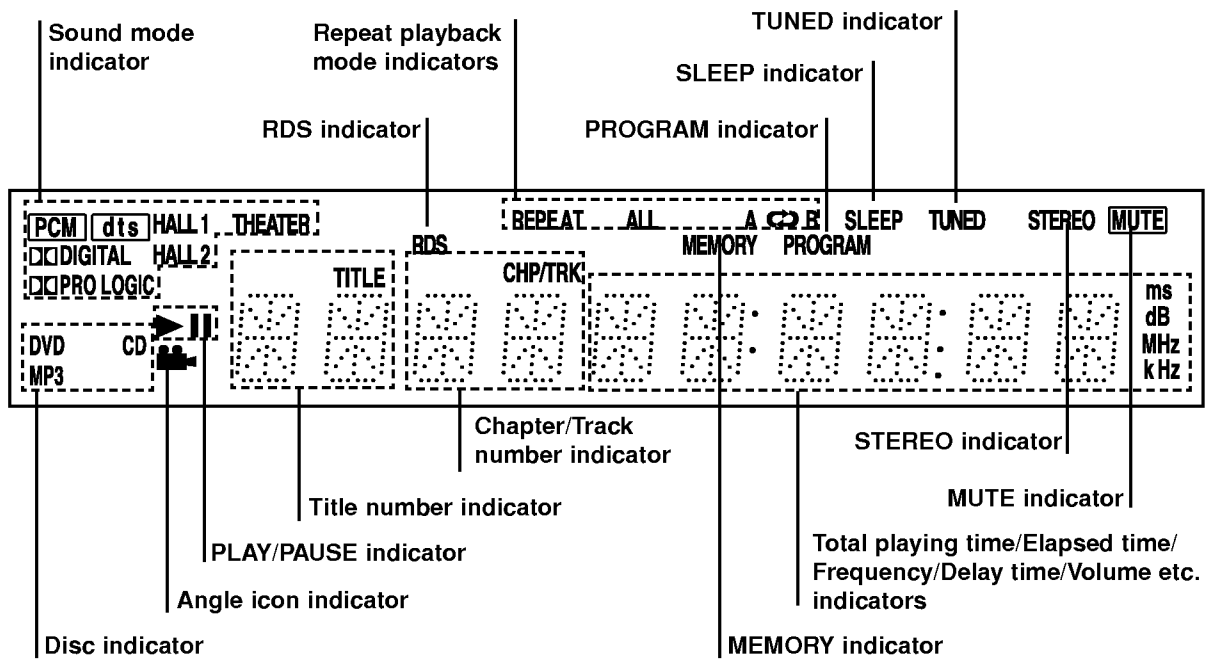 TUNED indicator
Sound mode
indicator
Repeat playback
mode indicators
SLEEP indicator
RDS indicator
PROGRAM indicator
PCM dts HALL 1 THEATER
REPEAT ALL A B SLEEP TUNED STEREO MUTE
RDS MEMORY PROGRAM
DIGITAL HALL 2
TITLE CHP/TRK
PRO LOGIC
ms
dB
MHz
kHz
DVD CD
MP3
Chapter/Track
number indicator
STEREO indicator
Title number indicator
MUTE indicator
PLAY/PAUSE indicator
Total playing time/Elapsed time/
Frequency/Delay time/Volume etc.
indicators
Angle icon indicator
Disc indicator
MEMORY indicator